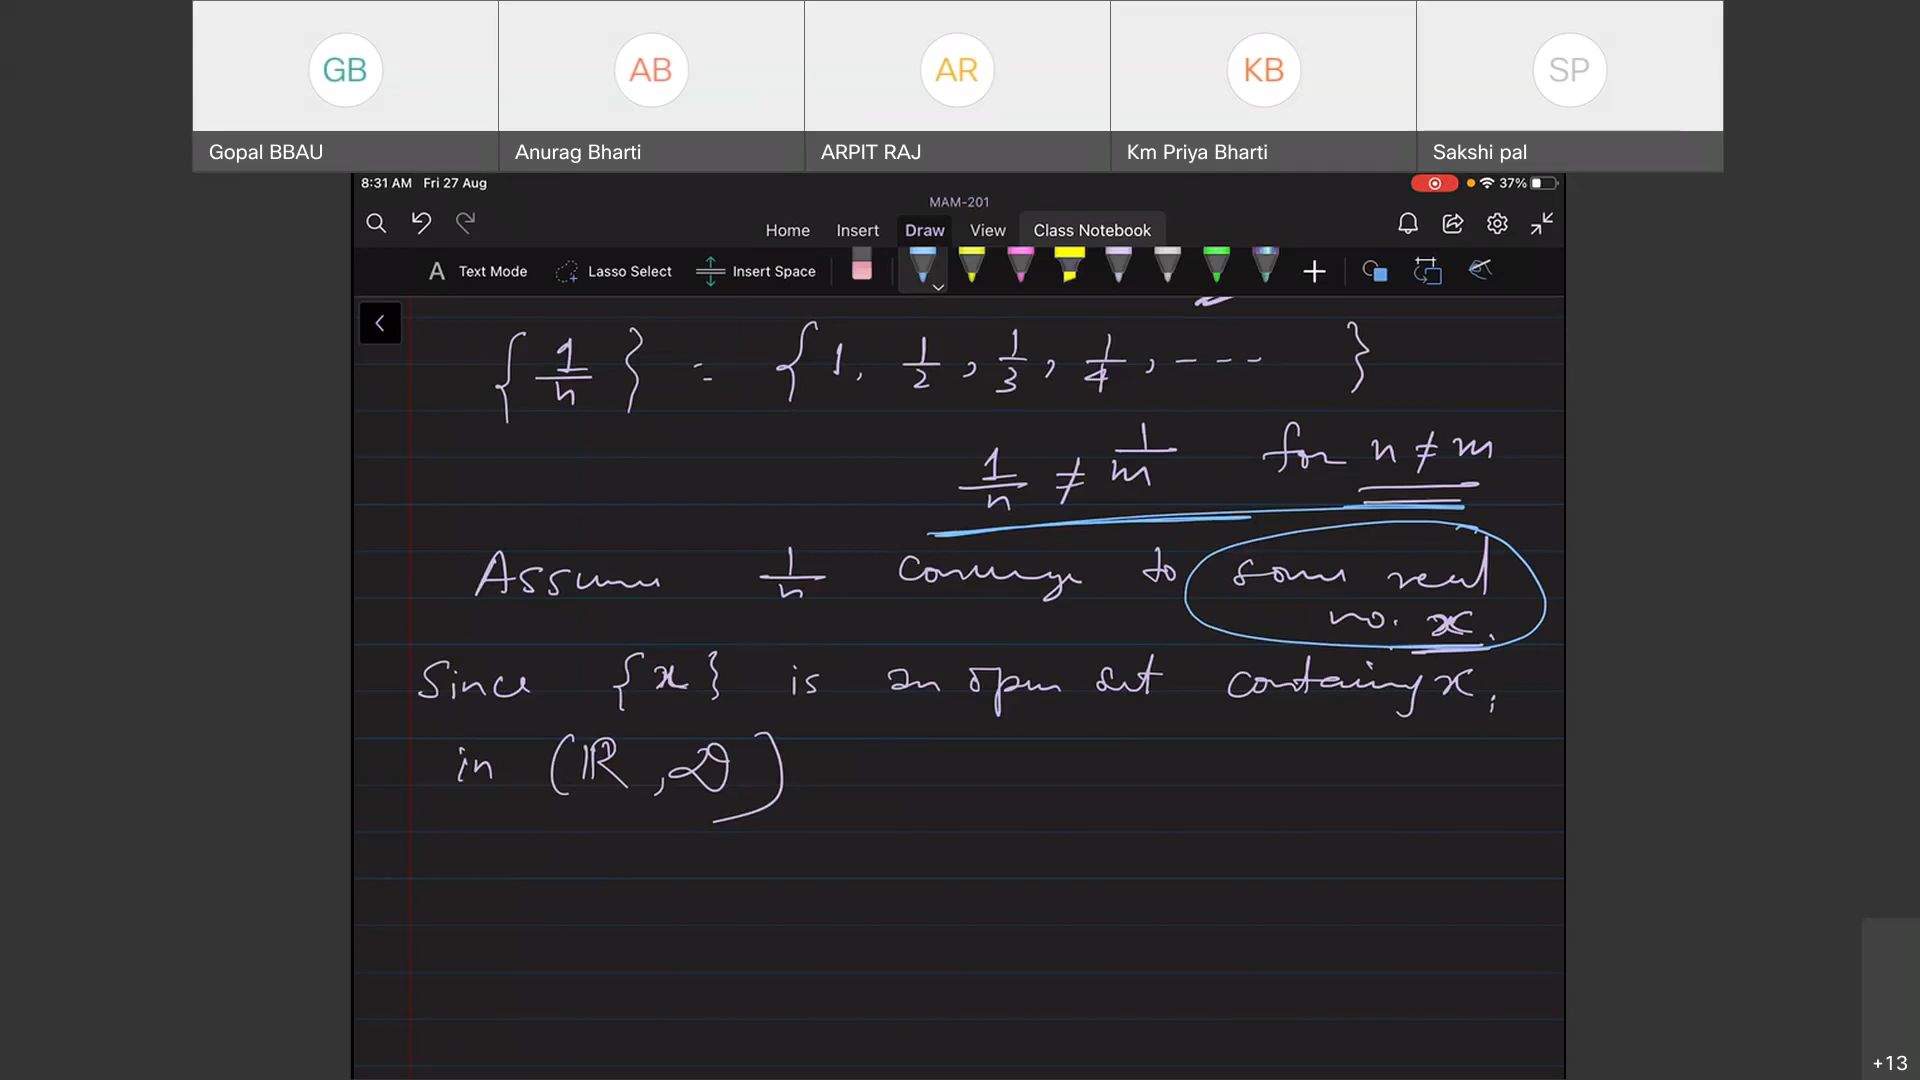 GB AB AR KB SP
Gopal BBAU Anurag Bharti ARPIT RAJ Km Priya Bharti Sakshi pal
8:31 AM Fri 27 Aug 37%
MAM-201
Home Insert Draw View Class Notebook
A Text Mode Lasso Select Insert Space
{1/n} = {1, 1/2, 1/3, 1/4, ---- }
1/n ≠ 1/m for n ≠ m
Assume 1/n converge to some real
no. x.
Since {x} is an open set containing x,
in (ℝ, 𝒟)
+13